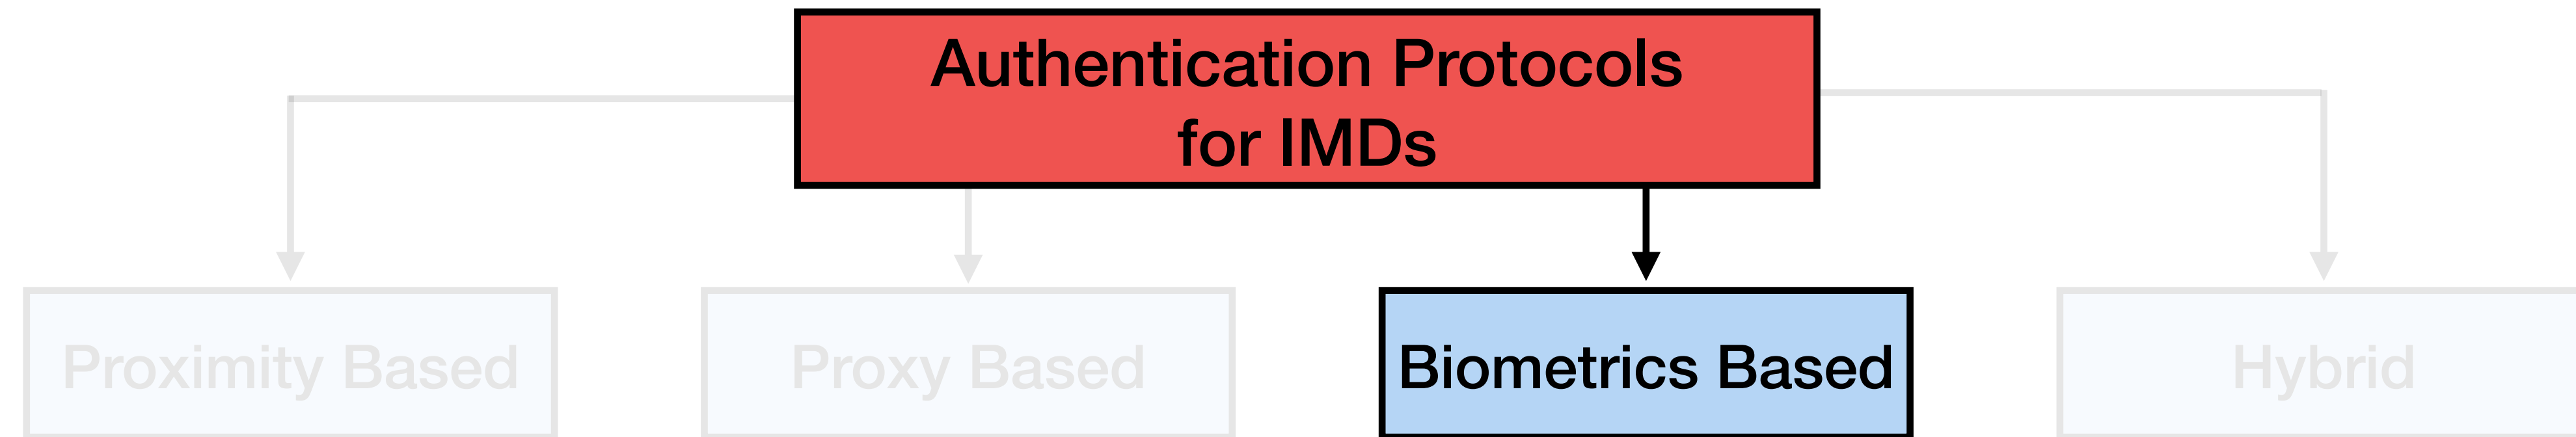 Authentication Protocols
for IMDs
Proximity Based
Proxy Based
Biometrics Based
Hybrid